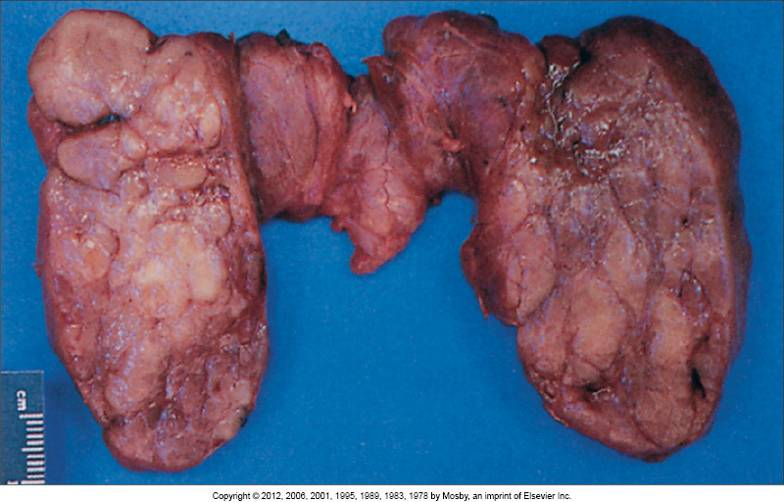 cm
Copyright © 2012, 2006, 2001, 1995, 1989, 1983, 1978 by Mosby, an imprint of Elsevier Inc.